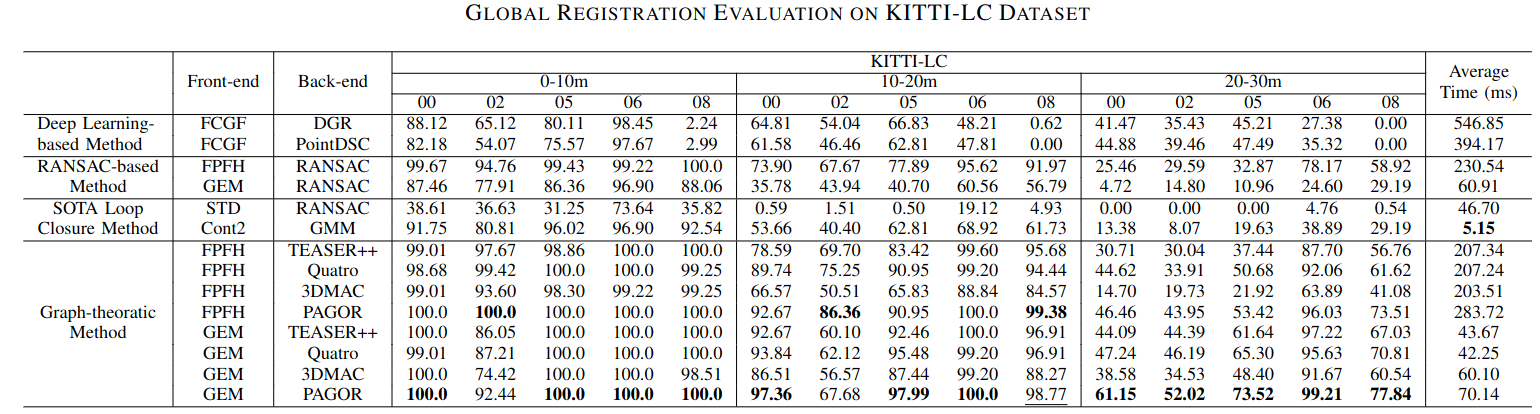 GLOBAL REGISTRATION EVALUATION ON KITTI-LC DATASET
Front-end Back-end KITTI-LC Average Time (ms)
0-10m 10-20m 20-30m
00 02 05 06 08 00 02 05 06 08 00 02 05 06 08
Deep Learning- FCGF DGR 88.12 65.12 80.11 98.45 2.24 64.81 54.04 66.83 48.21 0.62 41.47 35.43 45.21 27.38 0.00 546.85
based Method FCGF PointDSC 82.18 54.07 75.57 97.67 2.99 61.58 46.46 62.81 47.81 0.00 44.88 39.46 47.49 35.32 0.00 394.17
RANSAC-based FPFH RANSAC 99.67 94.76 99.43 99.22 100.0 73.90 67.67 77.89 95.62 91.97 25.46 29.59 32.87 78.17 58.92 230.54
Method GEM RANSAC 87.46 77.91 86.36 96.90 88.06 35.78 43.94 40.70 60.56 56.79 4.72 14.80 10.96 24.60 29.19 60.91
SOTA Loop STD RANSAC 38.61 36.63 31.25 73.64 35.82 0.59 1.51 0.50 19.12 4.93 0.00 0.00 0.00 4.76 0.54 46.70
Closure Method Cont2 GMM 91.75 80.81 96.02 96.90 92.54 53.66 40.40 62.81 68.92 61.73 13.38 8.07 19.63 38.89 29.19 5.15
FPFH TEASER++ 99.01 97.67 98.86 100.0 100.0 78.59 69.70 83.42 99.60 95.68 30.71 30.04 37.44 87.70 56.76 207.34
FPFH Quatro 98.68 99.42 100.0 100.0 99.25 89.74 75.25 90.95 99.20 94.44 44.62 33.91 50.68 92.06 61.62 207.24
FPFH 3DMAC 99.01 93.60 98.30 99.22 99.25 66.57 50.51 65.83 88.84 84.57 14.70 19.73 21.92 63.89 41.08 203.51
Graph-theoratic FPFH PAGOR 100.0 100.0 100.0 100.0 100.0 92.67 86.36 90.95 100.0 99.38 46.46 43.95 53.42 96.03 73.51 283.72
Method GEM TEASER++ 100.0 86.05 100.0 100.0 100.0 92.67 60.10 92.46 100.0 96.91 44.09 44.39 61.64 97.22 67.03 43.67
GEM Quatro 99.01 87.21 100.0 100.0 100.0 93.84 62.12 95.48 99.20 96.91 47.24 46.19 65.30 95.63 70.81 42.25
GEM 3DMAC 100.0 74.42 100.0 100.0 98.51 86.51 56.57 87.44 99.20 88.27 38.58 34.53 48.40 91.67 60.54 60.10
GEM PAGOR 100.0 92.44 100.0 100.0 100.0 97.36 67.68 97.99 100.0 98.77 61.15 52.02 73.52 99.21 77.84 70.14